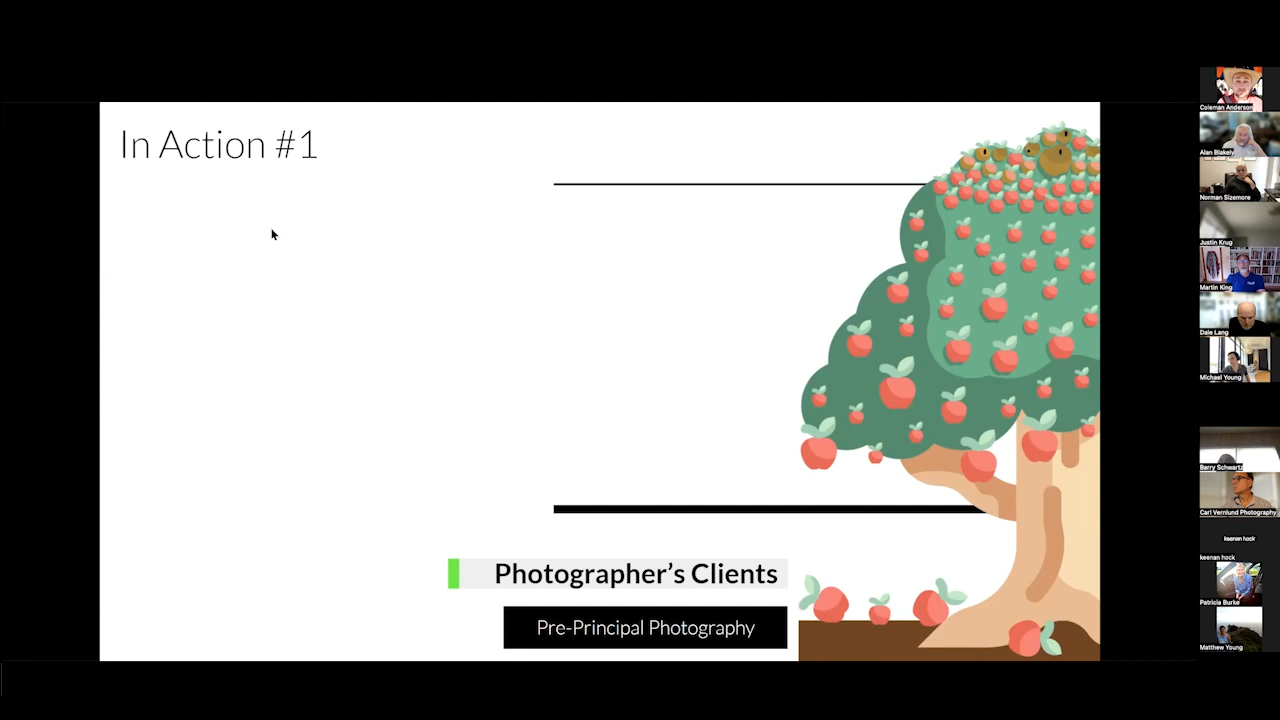 In Action #1
Photographer's Clients
Pre-Principal Photography
Coleman Anderson
Alan Blakely
Norman Sizemore
Justin Krug
Martin King
Dale Lang
Michael Young
Barry Schwartz
Carl Vernlund Photography
keenan hock
keenan hock
Patricia Burke
Matthew Young